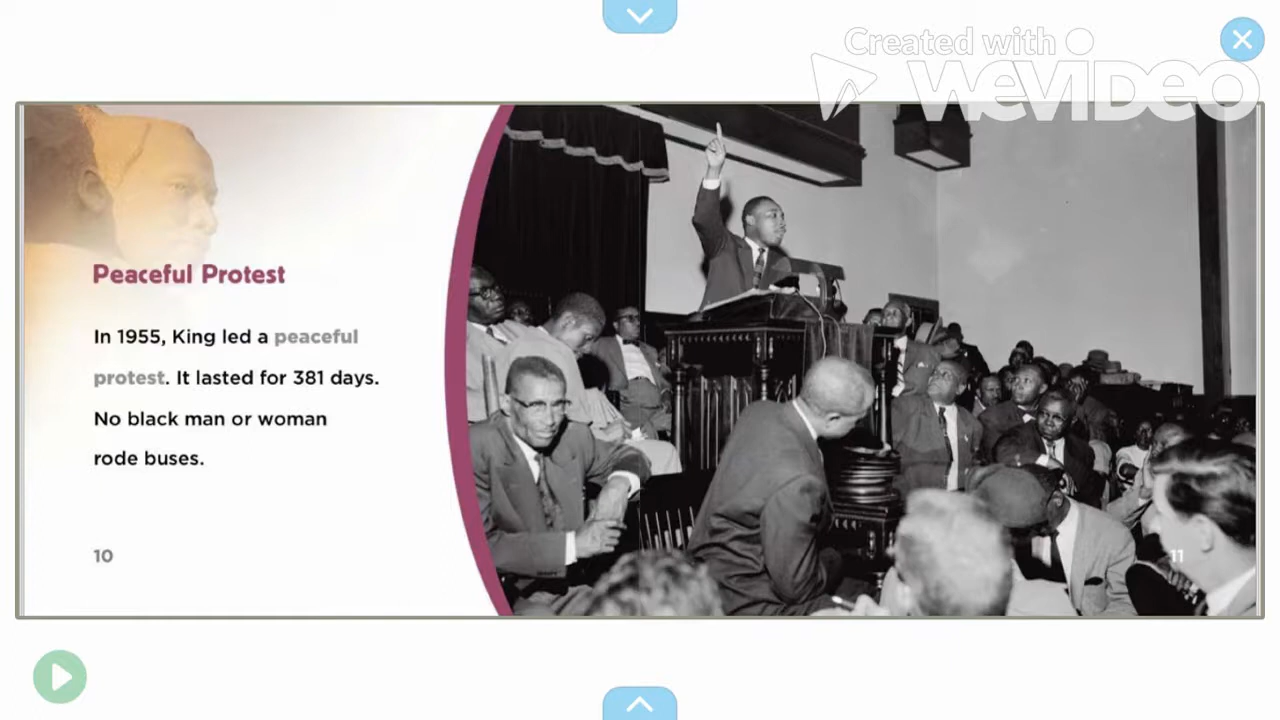 Created with
WEVIDEO
Peaceful Protest
In 1955, King led a peaceful
protest. It lasted for 381 days.
No black man or woman
rode buses.
10
11